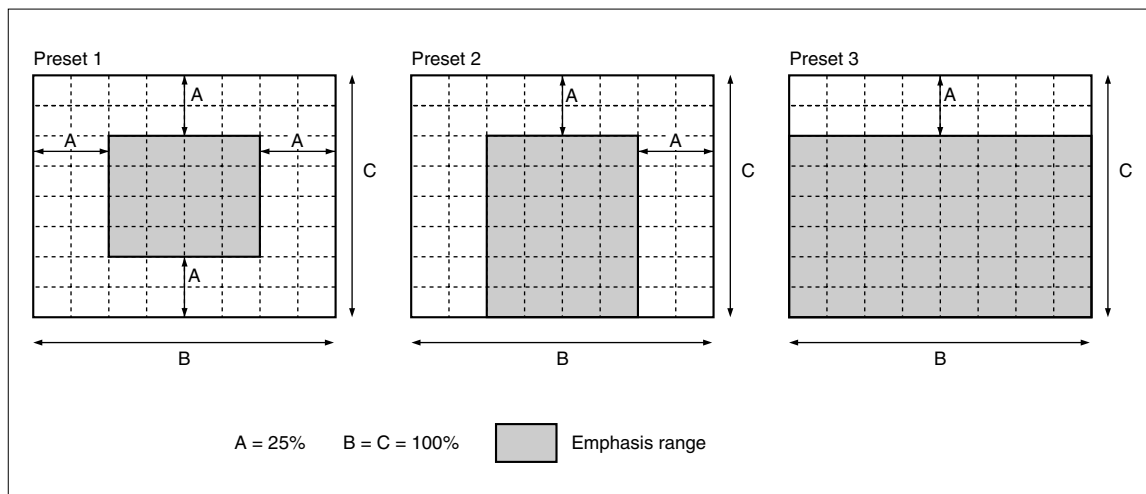 Preset 1
A
A
A
A
C
B
Preset 2
A
A
C
B
Preset 3
A
C
B
A = 25% B = C = 100% Emphasis range